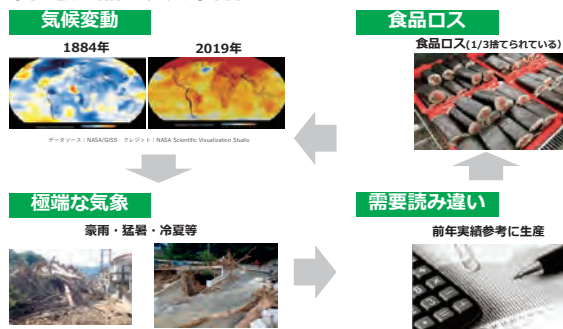 気候変動
1884年
2019年
データソース:NASA/GISS クレジット:NASA Scientific Visualization Studio
食品ロス
食品ロス(1/3捨てられている)
極端な気象
豪雨・猛暑・冷夏等
需要読み違い
前年実績参考に生産